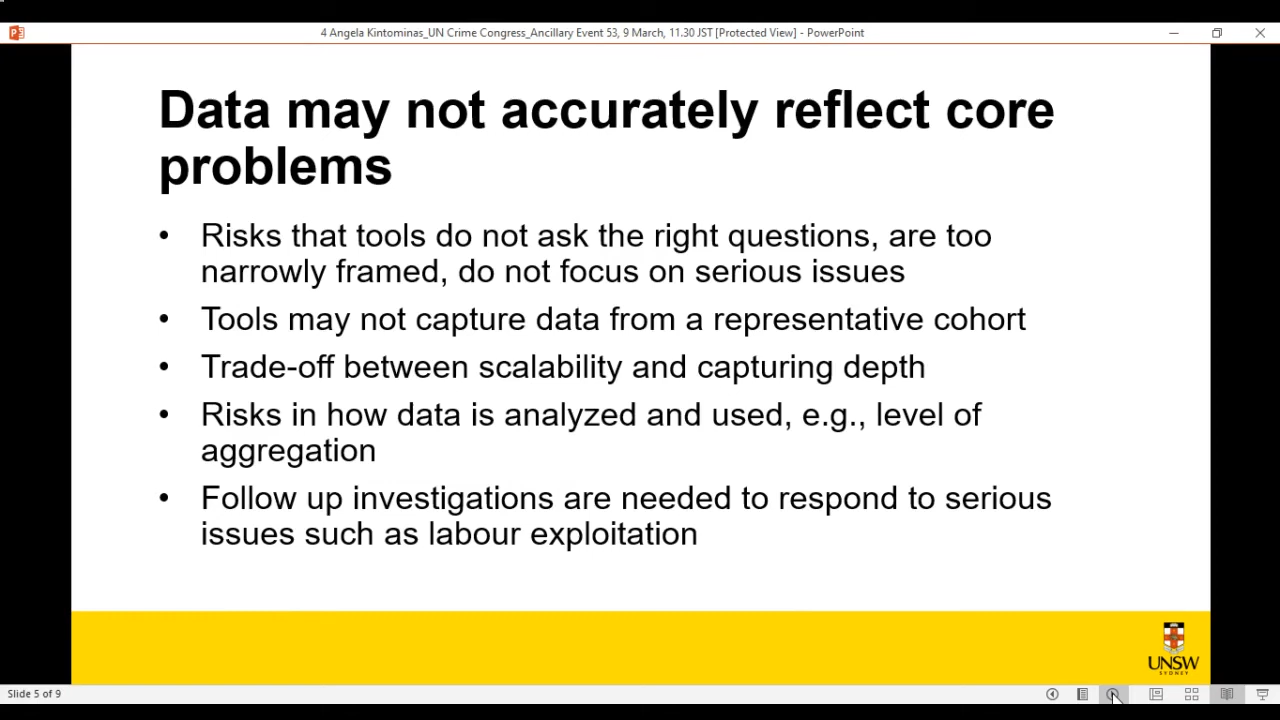 4 Angela Kintominas_UN Crime Congress_Ancillary Event 53, 9 March, 11.30 JST [Protected View] - PowerPoint
Data may not accurately reflect core
problems
• Risks that tools do not ask the right questions, are too
narrowly framed, do not focus on serious issues
• Tools may not capture data from a representative cohort
• Trade-off between scalability and capturing depth
• Risks in how data is analyzed and used, e.g., level of
aggregation
• Follow up investigations are needed to respond to serious
issues such as labour exploitation
UNSW
SYDNEY
Slide 5 of 9